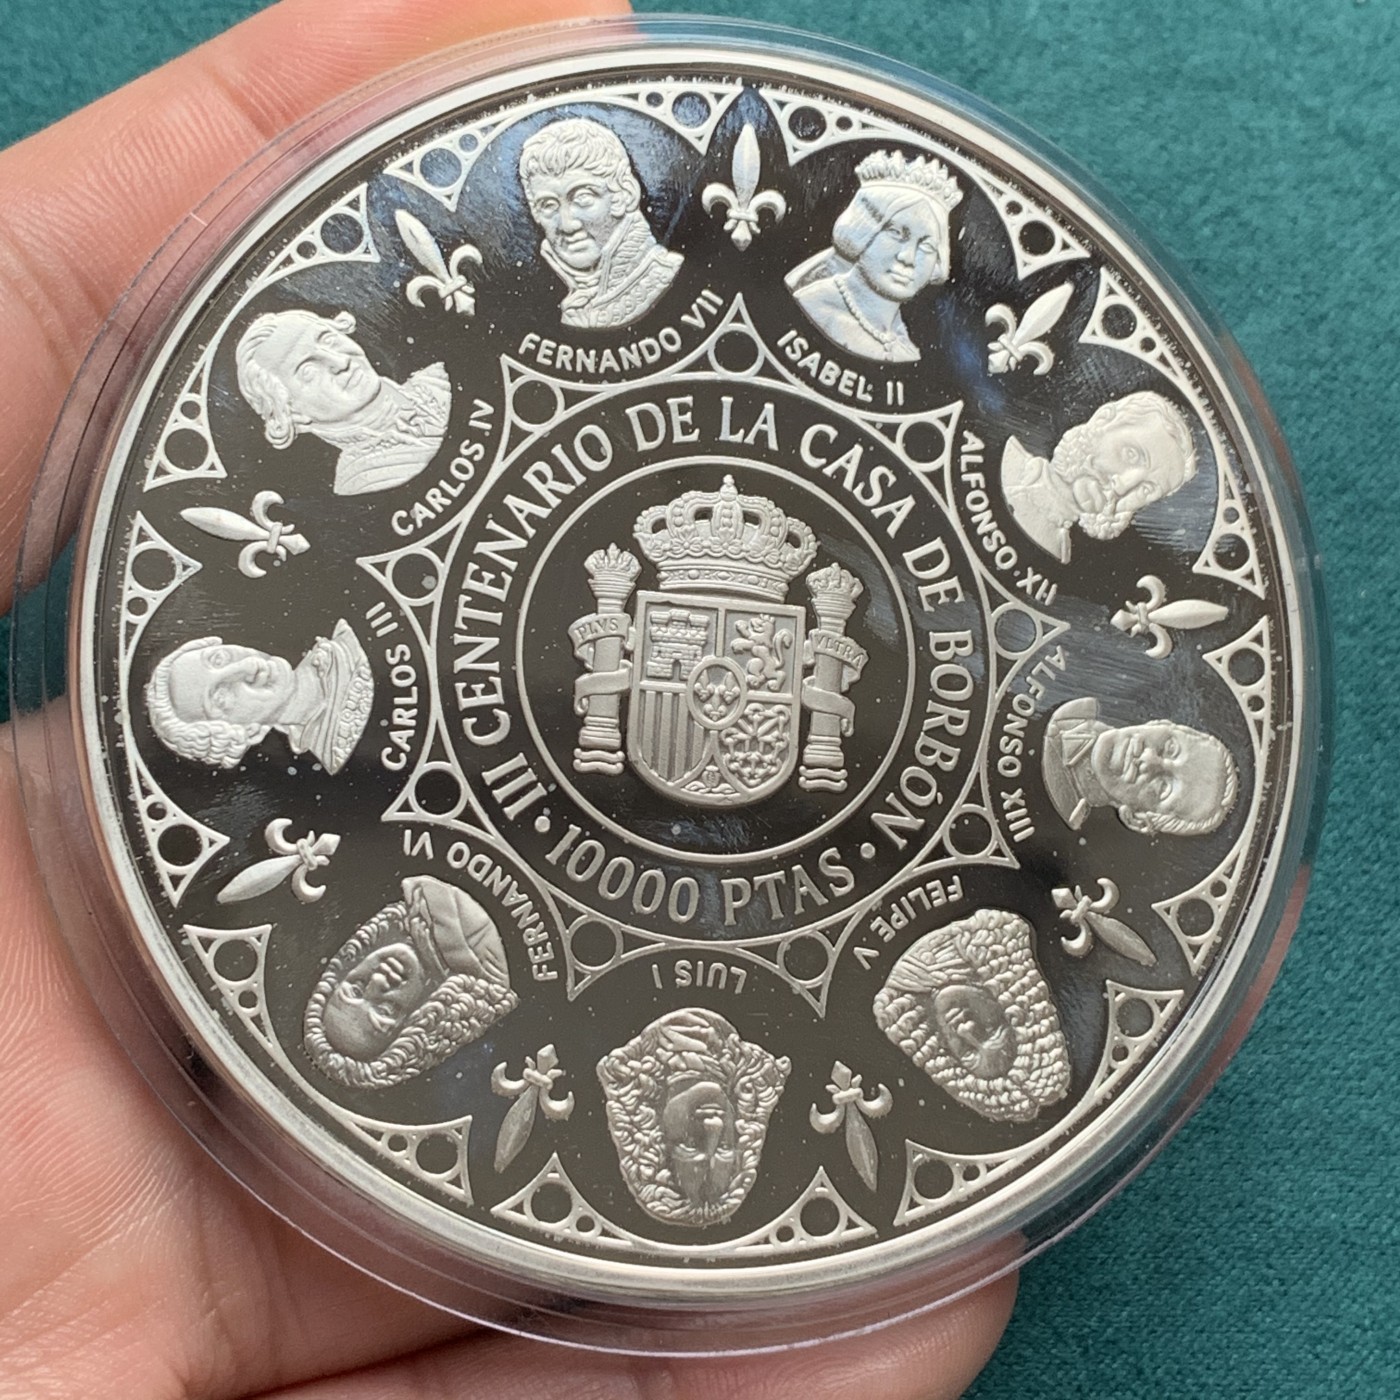 III CENTENARIO DE LA CASA DE BORBÓN
• 10000 PTAS •
PLVS
VLTRA
FELIPE V
LUIS I
FERNANDO VI
CARLOS III
CARLOS IV
FERNANDO VII
ISABEL II
ALFONSO XII
ALFONSO XIII